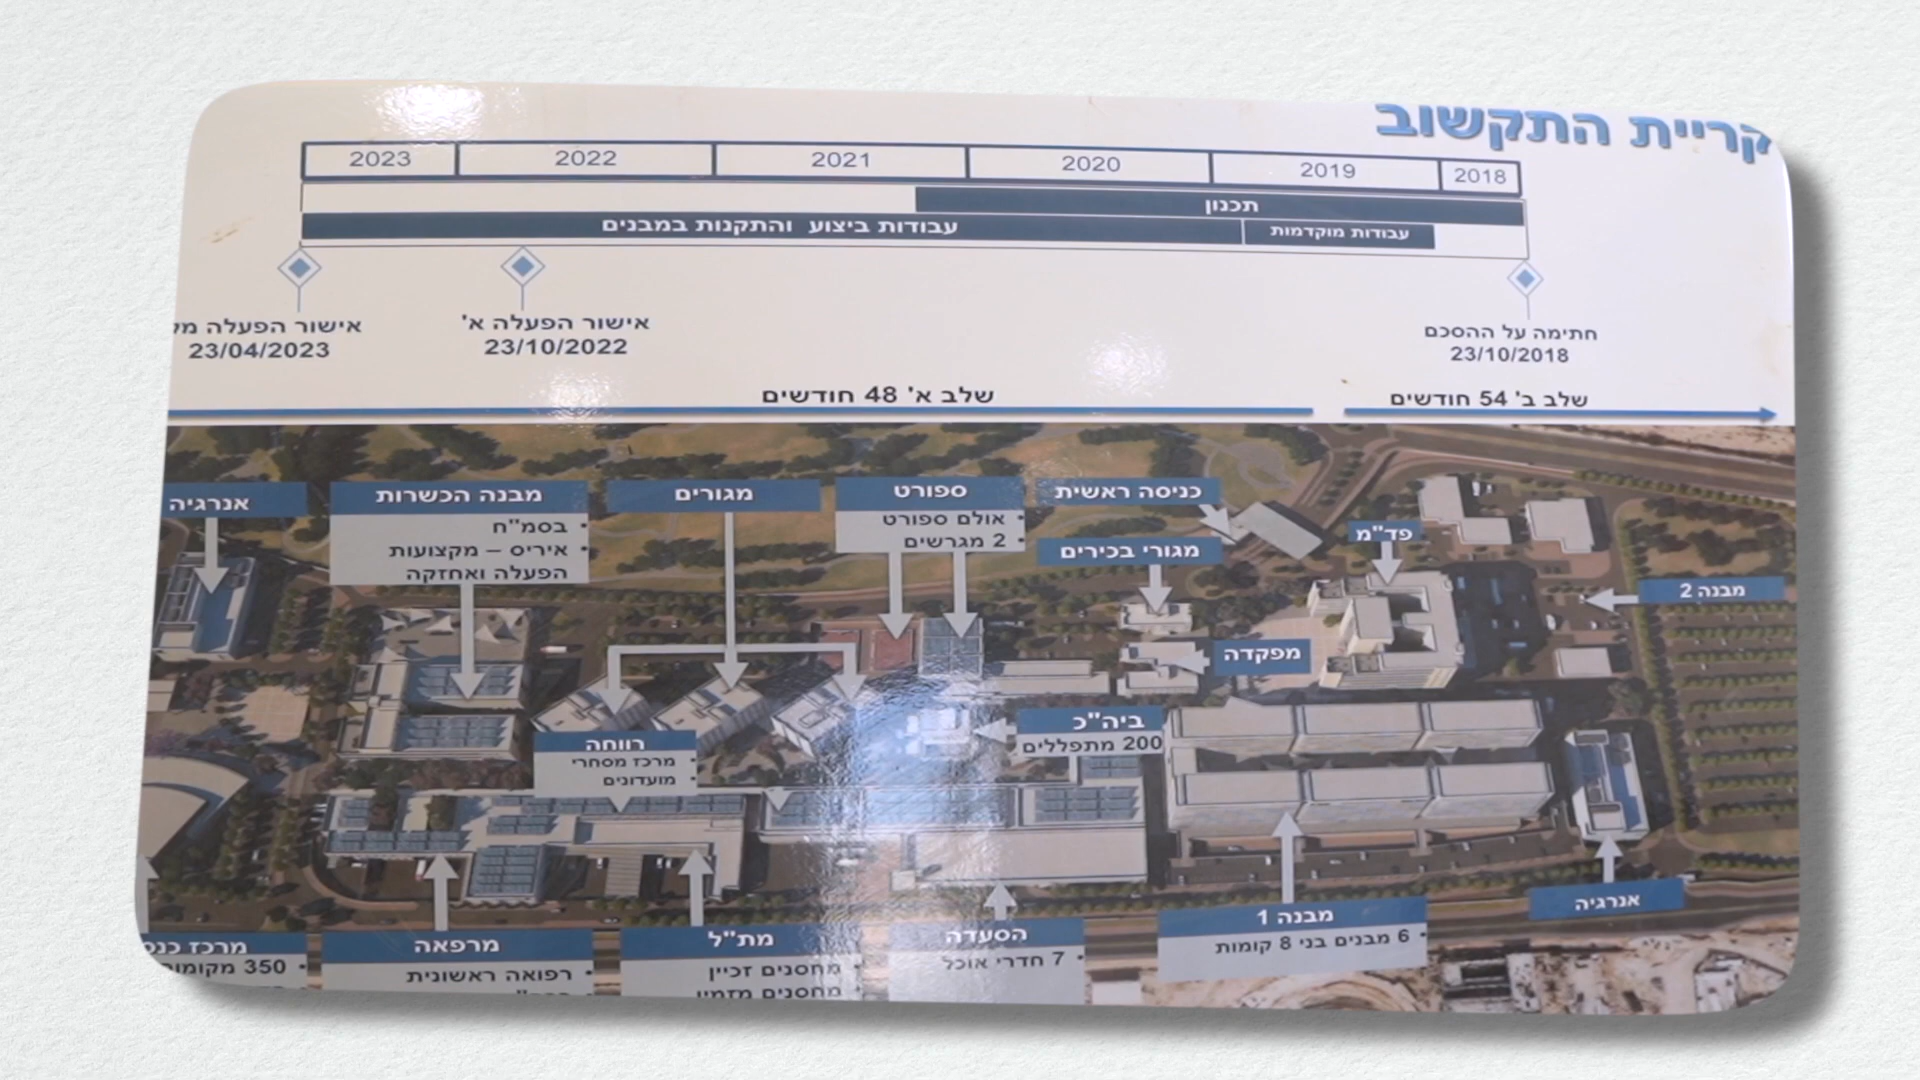 קריית התקשוב
2018 2019 2020 2021 2022 2023
תכנון
עבודות מוקדמות
עבודות ביצוע והתקנות במבנים
חתימה על ההסכם
23/10/2018
אישור הפעלה א'
23/10/2022
אישור הפעלה
23/04/2023
שלב ב' 54 חודשים
שלב א' 48 חודשים
כניסה ראשית
ספורט
• אולם ספורט
• 2 מגרשים
מגורים
מבנה הכשרות
• בסמ"ח
• איריס – מקצועות
הפעלה ואחזקה
אנרגיה
פד"מ
מגורי בכירים
מבנה 2
מפקדה
ביה"כ
200 מתפללים
רווחה
• מרכז מסחרי
• מועדונים
אנרגיה
מבנה 1
• 6 מבנים בני 8 קומות
הסעדה
• 7 חדרי אוכל
מת"ל
• מחסנים זכיין
• מחסנים מזמין
מרפאה
• רפואה ראשונית
מרכז
• 350